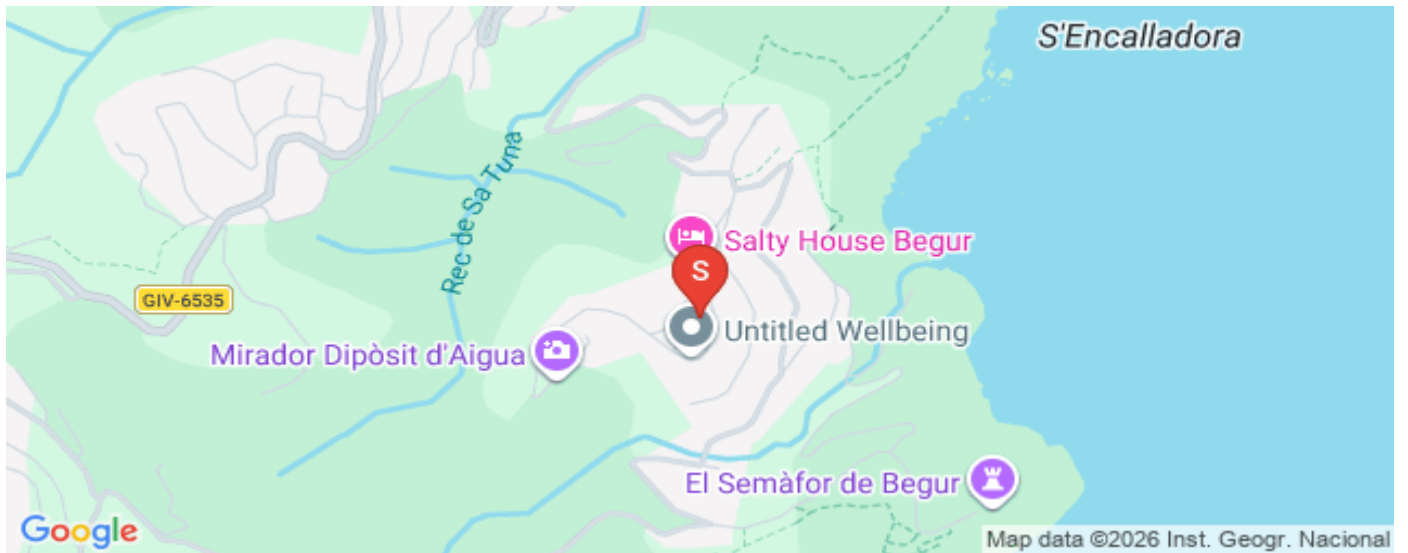 S'Encalladora
Rec de Sa Tuna
Salty House Begur
S
GIV-6535
Untitled Wellbeing
Mirador Dipòsit d'Aigua
El Semàfor de Begur
Google
Map data ©2026 Inst. Geogr. Nacional